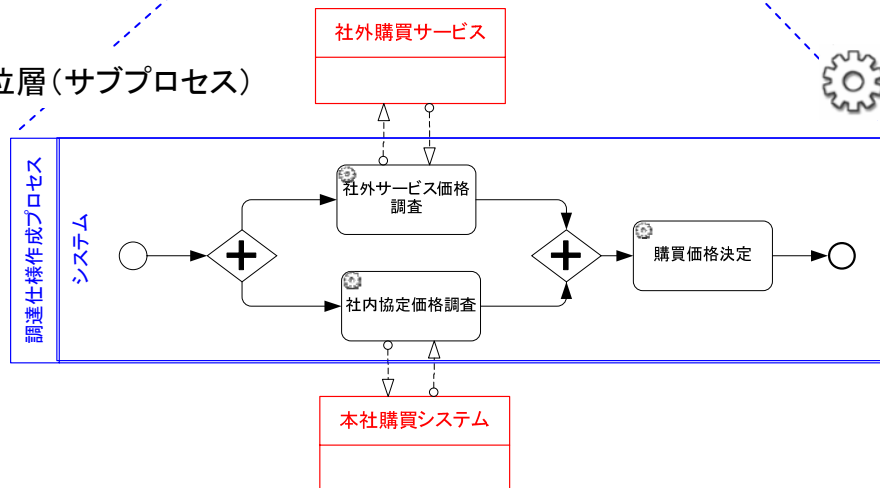 社外購買サービス
位層（サブプロセス）
調達仕様作成プロセス
システム
社外サービス価格
調査
購買価格決定
社内協定価格調査
本社購買システム